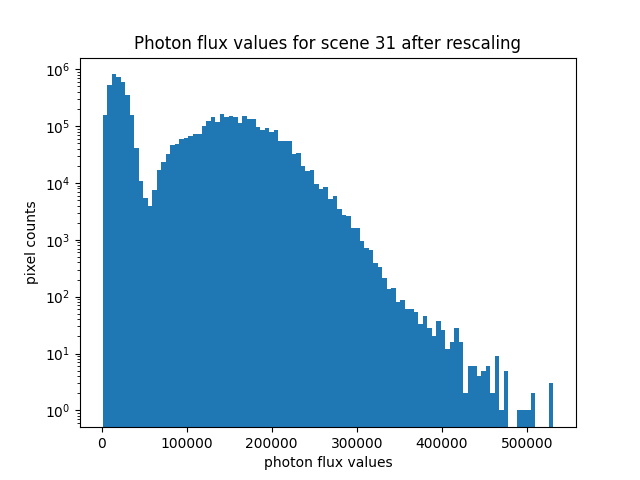 Photon flux values for scene 31 after rescaling
pixel counts
10⁶
10⁵
10⁴
10³
10²
10¹
10⁰
0 100000 200000 300000 400000 500000
photon flux values